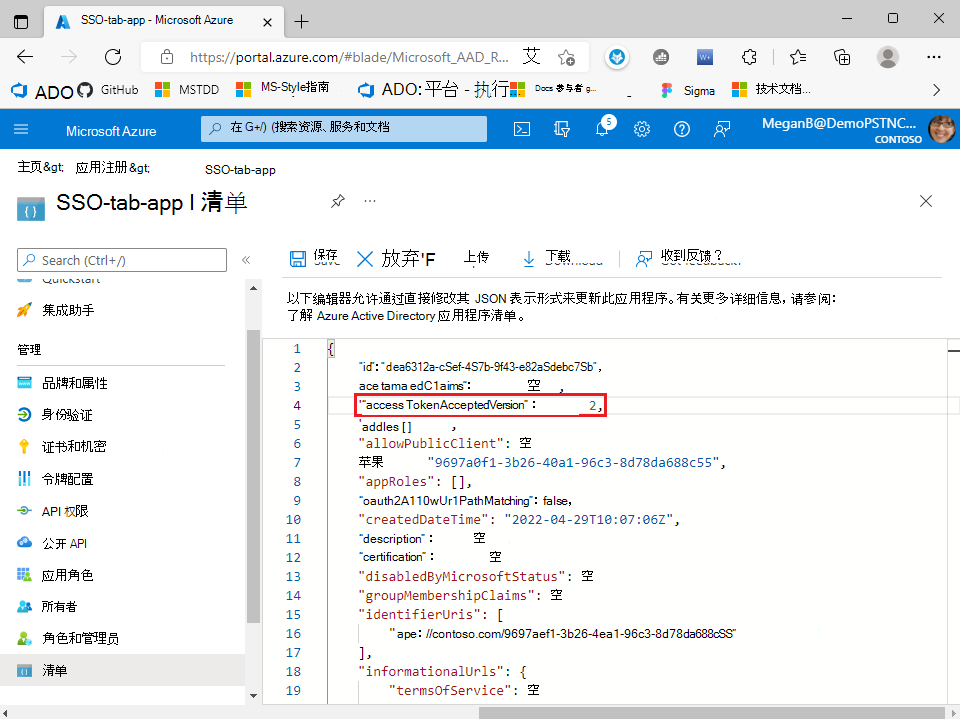 SSO-tab-app - Microsoft Azure
https://portal.azure.com/#blade/Microsoft_AAD_R... 艾
ADO GitHub MSTDD MS-Style指南 ADO:平台 - 执行 Docs 参与者 g... Sigma 技术文档...
Microsoft Azure 在 G+/) (搜索资源、服务和文档 5 MeganB@DemoPSTNC...
CONTOSO
主页&gt; 应用注册&gt; SSO-tab-app
SSO-tab-app | 清单
Search (Ctrl+/) «
保存 放弃'F 上传 下载 收到反馈？
Quickstart
集成助手
管理
品牌和属性
身份验证
证书和机密
令牌配置
API 权限
公开 API
应用角色
所有者
角色和管理员
清单
以下编辑器允许通过直接修改其 JSON 表示形式来更新此应用程序。有关更多详细信息，请参阅：
了解 Azure Active Directory 应用程序清单。
1 {
2 "id": "dea6312a-cSef-4S7b-9f43-e82aSdebc7Sb",
3 ace tama edC1aims": 空 ,
4 '"access TokenAcceptedVersion": 2,
5 'addles [] ,
6 "allowPublicClient": 空
7 苹果 "9697a0f1-3b26-40a1-96c3-8d78da688c55",
8 "appRoles": [],
9 "oauth2A110wUr1PathMatching": false,
10 "createdDateTime": "2022-04-29T10:07:06Z",
11 "description": 空
12 "certification": 空
13 "disabledByMicrosoftStatus": 空
14 "groupMembershipClaims": 空
15 "identifierUris": [
16 "ape://contoso.com/9697aef1-3b26-4ea1-96c3-8d78da688cSS"
17 ],
18 "informationalUrls": {
19 "termsOfService": 空